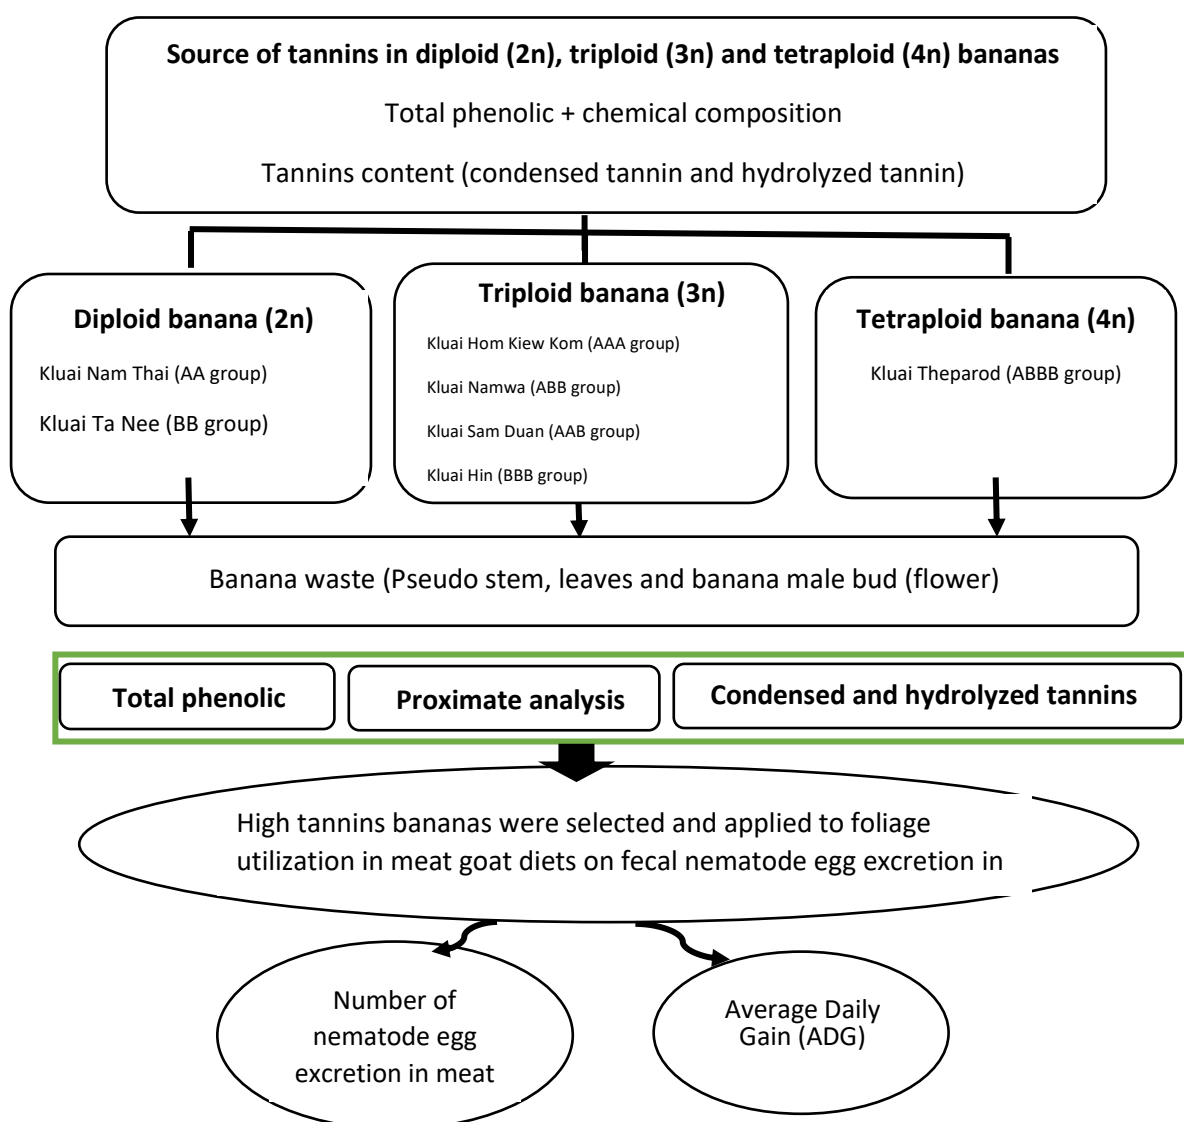 Source of tannins in diploid (2n), triploid (3n) and tetraploid (4n) bananas
Total phenolic + chemical composition
Tannins content (condensed tannin and hydrolyzed tannin)
Diploid banana (2n)
Kluai Nam Thai (AA group)
Kluai Ta Nee (BB group)
Triploid banana (3n)
Kluai Hom Kiew Kom (AAA group)
Kluai Namwa (ABB group)
Kluai Sam Duan (AAB group)
Kluai Hin (BBB group)
Tetraploid banana (4n)
Kluai Theparod (ABBB group)
Banana waste (Pseudo stem, leaves and banana male bud (flower)
Total phenolic
Proximate analysis
Condensed and hydrolyzed tannins
High tannins bananas were selected and applied to foliage
utilization in meat goat diets on fecal nematode egg excretion in
Number of
nematode egg
excretion in meat
Average Daily
Gain (ADG)